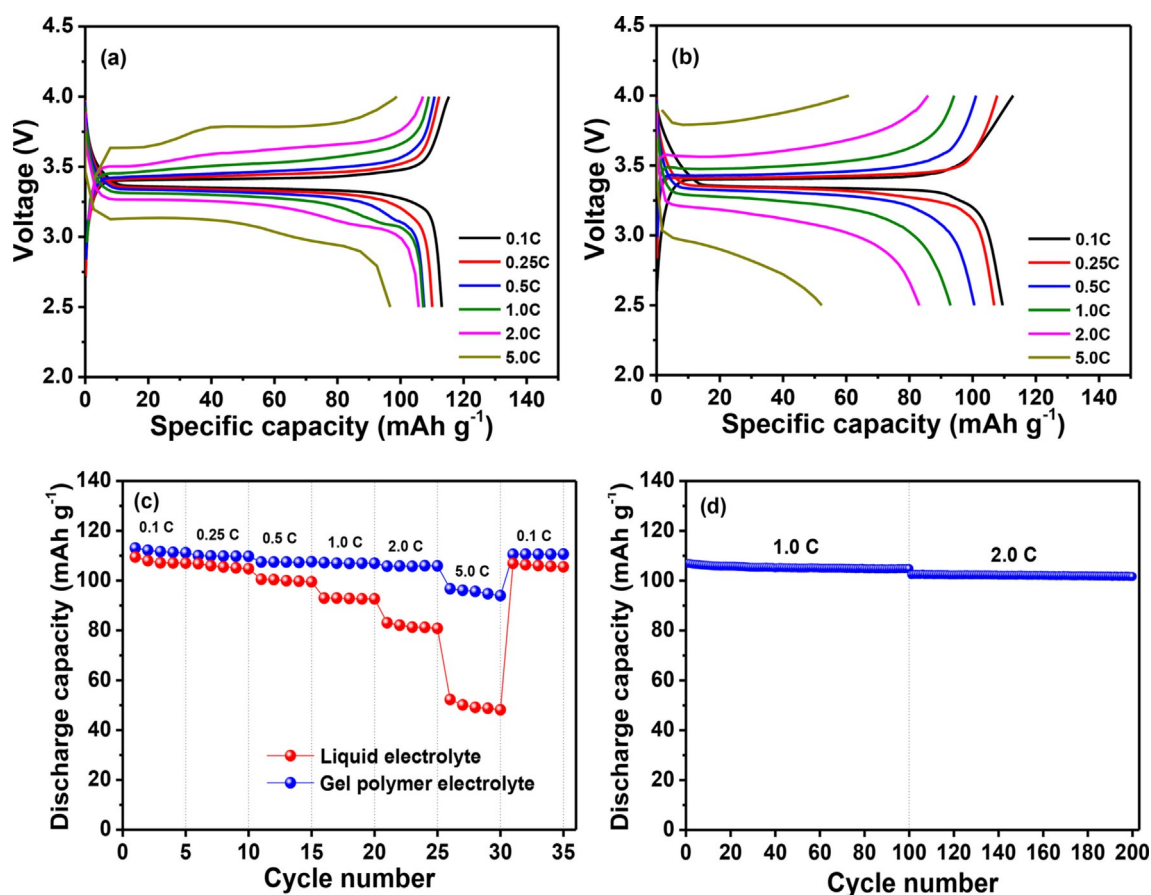 (a)
4.5
4.0
3.5
3.0
2.5
2.0
Voltage (V)
0.1C
0.25C
0.5C
1.0C
2.0C
5.0C
0 20 40 60 80 100 120 140
Specific capacity (mAh g-1)
(b)
4.5
4.0
3.5
3.0
2.5
2.0
Voltage (V)
0.1C
0.25C
0.5C
1.0C
2.0C
5.0C
0 20 40 60 80 100 120 140
Specific capacity (mAh g-1)
(c)
140
120
100
80
60
40
20
0
Discharge capacity (mAh g-1)
0.1 C 0.25 C 0.5 C 1.0 C 2.0 C 5.0 C 0.1 C
Liquid electrolyte
Gel polymer electrolyte
0 5 10 15 20 25 30 35
Cycle number
(d)
140
120
100
80
60
40
20
0
Discharge capacity (mAh g-1)
1.0 C 2.0 C
0 20 40 60 80 100 120 140 160 180 200
Cycle number